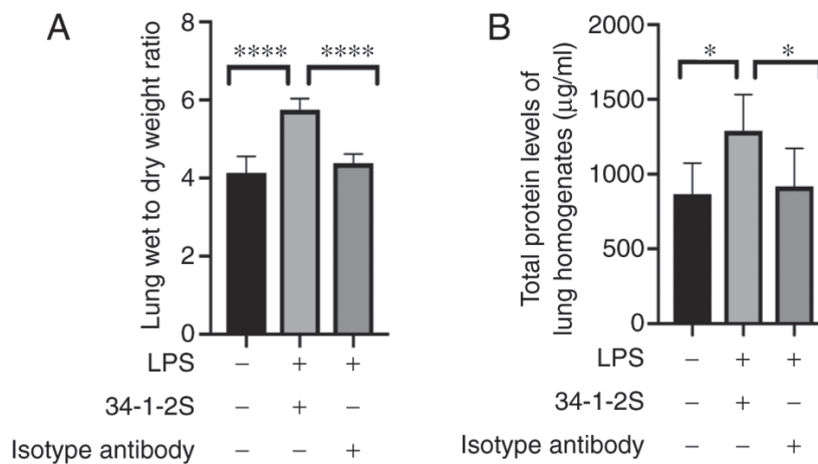 A
Lung wet to dry weight ratio
8
6
4
2
0
**** ****
LPS − + +
34-1-2S − + −
Isotype antibody − − +
B
Total protein levels of
lung homogenates (μg/ml)
2000
1500
1000
500
0
* *
LPS − + +
34-1-2S − + −
Isotype antibody − − +